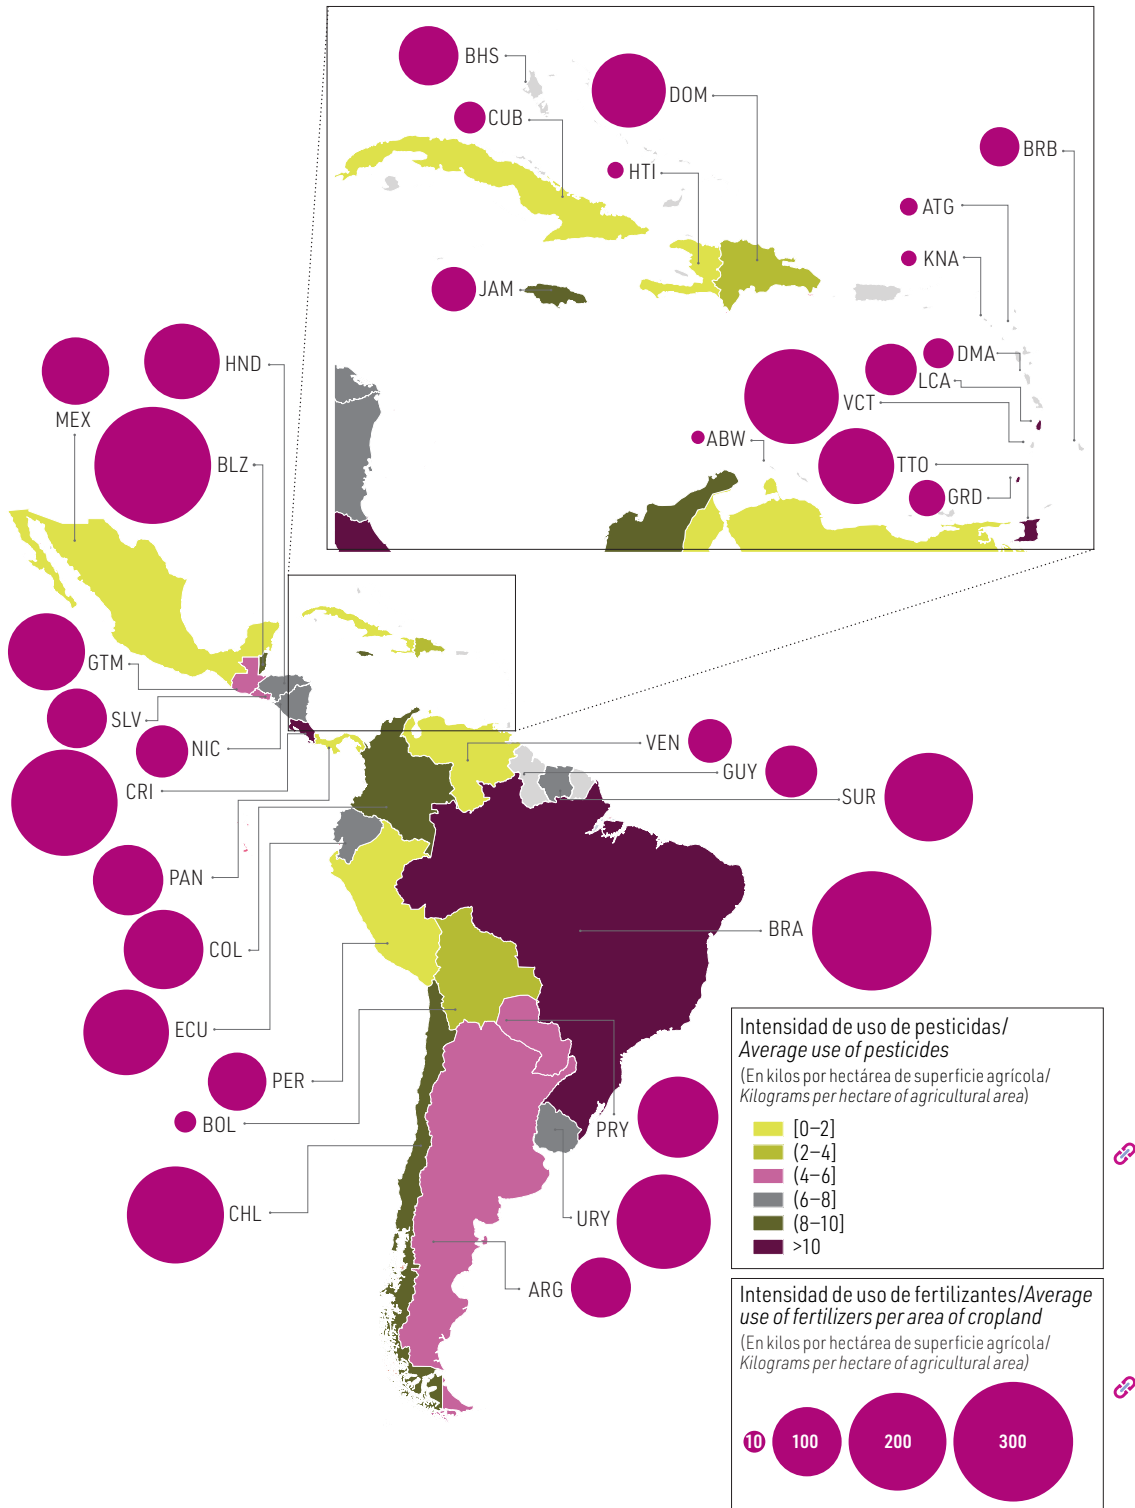 BHS
DOM
CUB
HTI
BRB
ATG
KNA
JAM
DMA
LCA
VCT
ABW
TTO
GRD
HND
MEX
BLZ
GTM
SLV
NIC
CRI
VEN
GUY
SUR
PAN
COL
BRA
ECU
PER
BOL
PRY
CHL
URY
ARG
Intensidad de uso de pesticidas/
Average use of pesticides
(En kilos por hectárea de superficie agrícola/
Kilograms per hectare of agricultural area)
[0–2]
(2–4]
(4–6]
(6–8]
(8–10]
>10
Intensidad de uso de fertilizantes/Average
use of fertilizers per area of cropland
(En kilos por hectárea de superficie agrícola/
Kilograms per hectare of agricultural area)
10 100 200 300